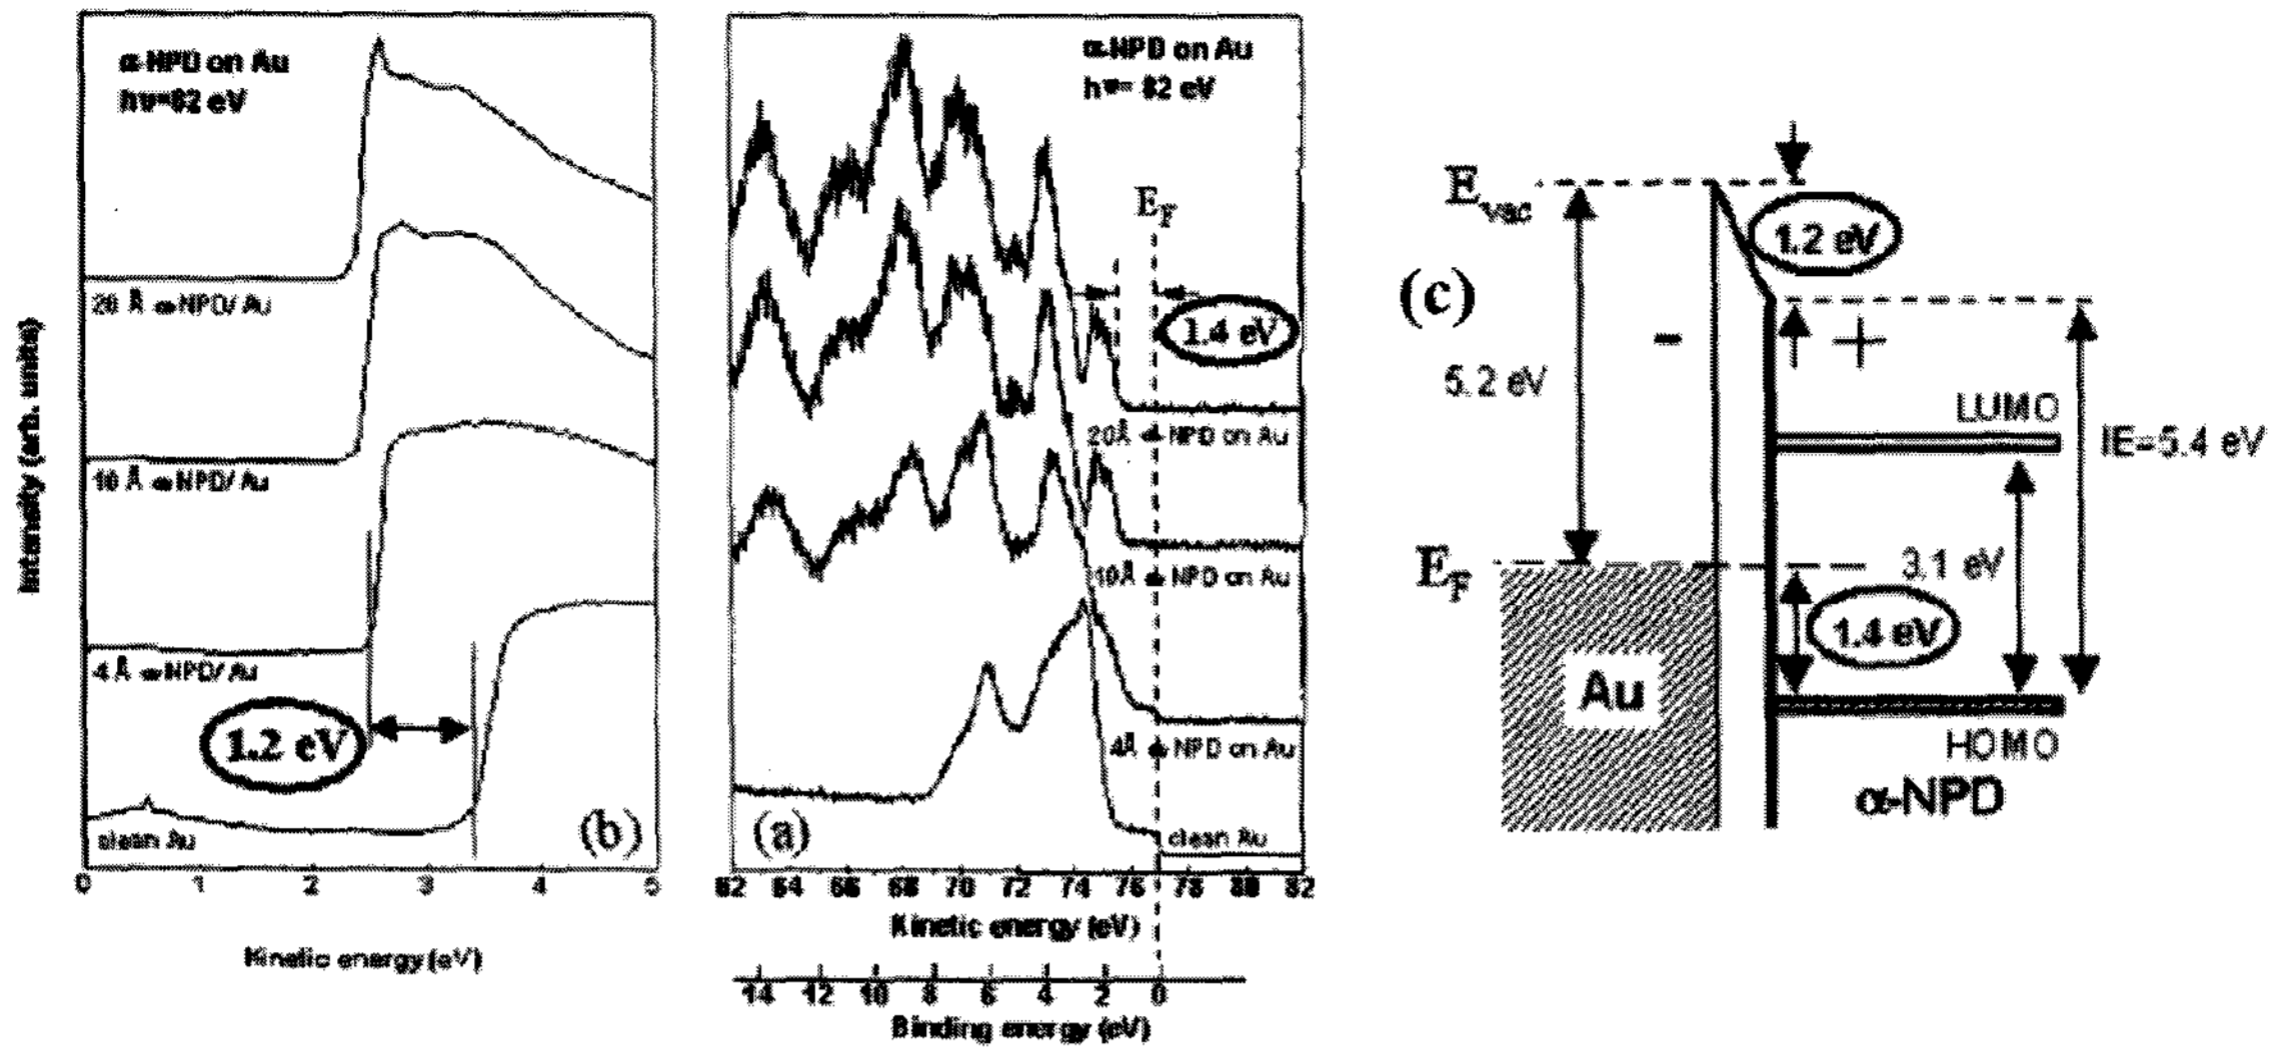 α-NPD on Au
hν=82 eV
20 Å α-NPD/Au
10 Å α-NPD/Au
4 Å α-NPD/Au
1.2 eV
clean Au
(b)
Intensity (arb. units)
0 1 2 3 4 5
Kinetic energy (eV)
α-NPD on Au
hν= 82 eV
E_F
1.4 eV
20Å α-NPD on Au
10Å α-NPD on Au
4Å α-NPD on Au
(a)
clean Au
62 64 66 68 70 72 74 76 78 80 82
Kinetic energy (eV)
14 12 10 8 6 4 2 0
Binding energy (eV)
E_vac
1.2 eV
(c)
- +
5.2 eV
LUMO
IE=5.4 eV
E_F
3.1 eV
1.4 eV
Au
HOMO
α-NPD